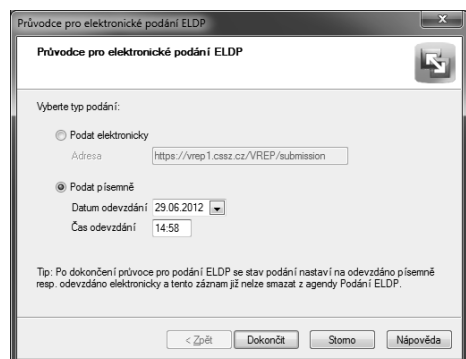 Průvodce pro elektronické podání ELDP
Průvodce pro elektronické podání ELDP
Vyberte typ podání:
Podat elektronicky
Adresa https://vrep1.cssz.cz/VREP/submission
Podat písemně
Datum odevzdání 29.06.2012
Čas odevzdání 14:58
Tip: Po dokončení průvoce pro podání ELDP se stav podání nastaví na odevzdáno písemně
resp. odevzdáno elektronicky a tento záznam již nelze smazat z agendy Podání ELDP.
< Zpět Dokončit Storno Nápověda